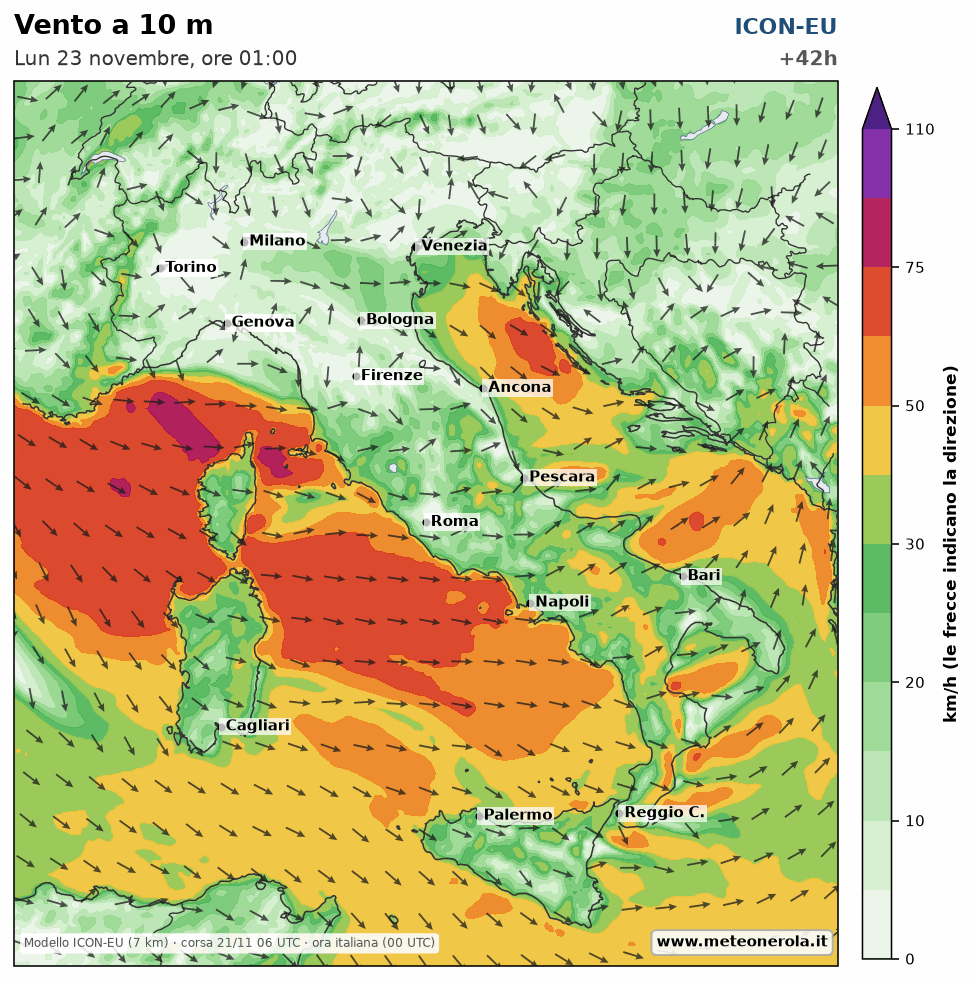 Vento a 10 m
ICON-EU
Lun 23 novembre, ore 01:00
+42h
110
75
50
30
20
10
0
km/h (le frecce indicano la direzione)
Milano
Venezia
Torino
Genova
Bologna
Firenze
Ancona
Pescara
Roma
Bari
Napoli
Cagliari
Palermo
Reggio C.
Modello ICON-EU (7 km) · corsa 21/11 06 UTC · ora italiana (00 UTC)
www.meteonerola.it